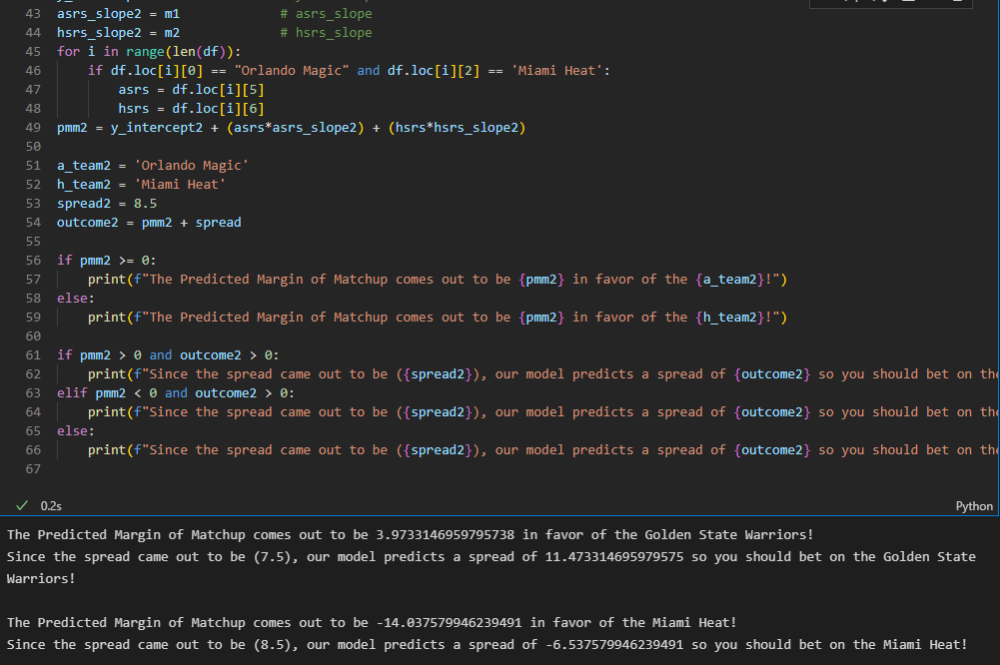 43 asrs_slope2 = m1 # asrs_slope
44 hsrs_slope2 = m2 # hsrs_slope
45 for i in range(len(df)):
46 if df.loc[i][0] == "Orlando Magic" and df.loc[i][2] == 'Miami Heat':
47 asrs = df.loc[i][5]
48 hsrs = df.loc[i][6]
49 pmm2 = y_intercept2 + (asrs*asrs_slope2) + (hsrs*hsrs_slope2)
50
51 a_team2 = 'Orlando Magic'
52 h_team2 = 'Miami Heat'
53 spread2 = 8.5
54 outcome2 = pmm2 + spread
55
56 if pmm2 >= 0:
57 print(f"The Predicted Margin of Matchup comes out to be {pmm2} in favor of the {a_team2}!")
58 else:
59 print(f"The Predicted Margin of Matchup comes out to be {pmm2} in favor of the {h_team2}!")
60
61 if pmm2 > 0 and outcome2 > 0:
62 print(f"Since the spread came out to be ({spread2}), our model predicts a spread of {outcome2} so you should bet on the
63 elif pmm2 < 0 and outcome2 > 0:
64 print(f"Since the spread came out to be ({spread2}), our model predicts a spread of {outcome2} so you should bet on the
65 else:
66 print(f"Since the spread came out to be ({spread2}), our model predicts a spread of {outcome2} so you should bet on the
67
0.2s Python
The Predicted Margin of Matchup comes out to be 3.9733146959795738 in favor of the Golden State Warriors!
Since the spread came out to be (7.5), our model predicts a spread of 11.473314695979575 so you should bet on the Golden State
Warriors!
The Predicted Margin of Matchup comes out to be -14.037579946239491 in favor of the Miami Heat!
Since the spread came out to be (8.5), our model predicts a spread of -6.537579946239491 so you should bet on the Miami Heat!